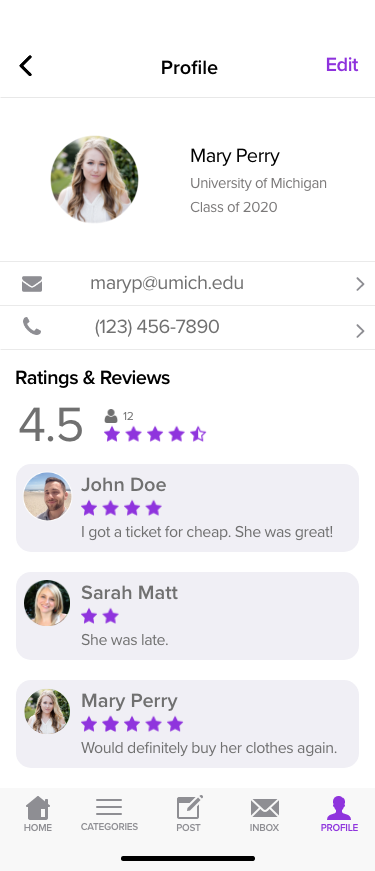 Profile
Edit
Mary Perry
University of Michigan
Class of 2020
maryp@umich.edu
(123) 456-7890
Ratings & Reviews
4.5
12
John Doe
I got a ticket for cheap. She was great!
Sarah Matt
She was late.
Mary Perry
Would definitely buy her clothes again.
HOME
CATEGORIES
POST
INBOX
PROFILE